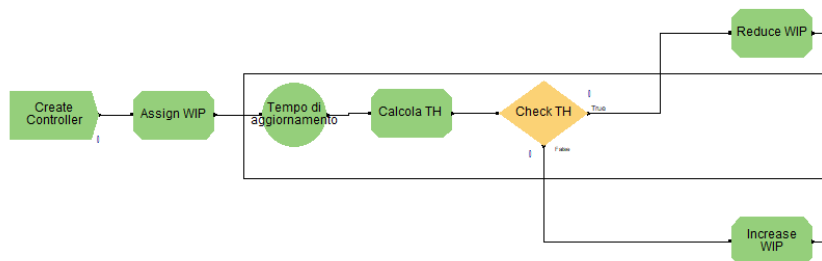 Reduce WIP
Create
Controller
Assign WIP
Tempo di
aggiornamento
Calcola TH
Check TH
True
False
Increase
WIP